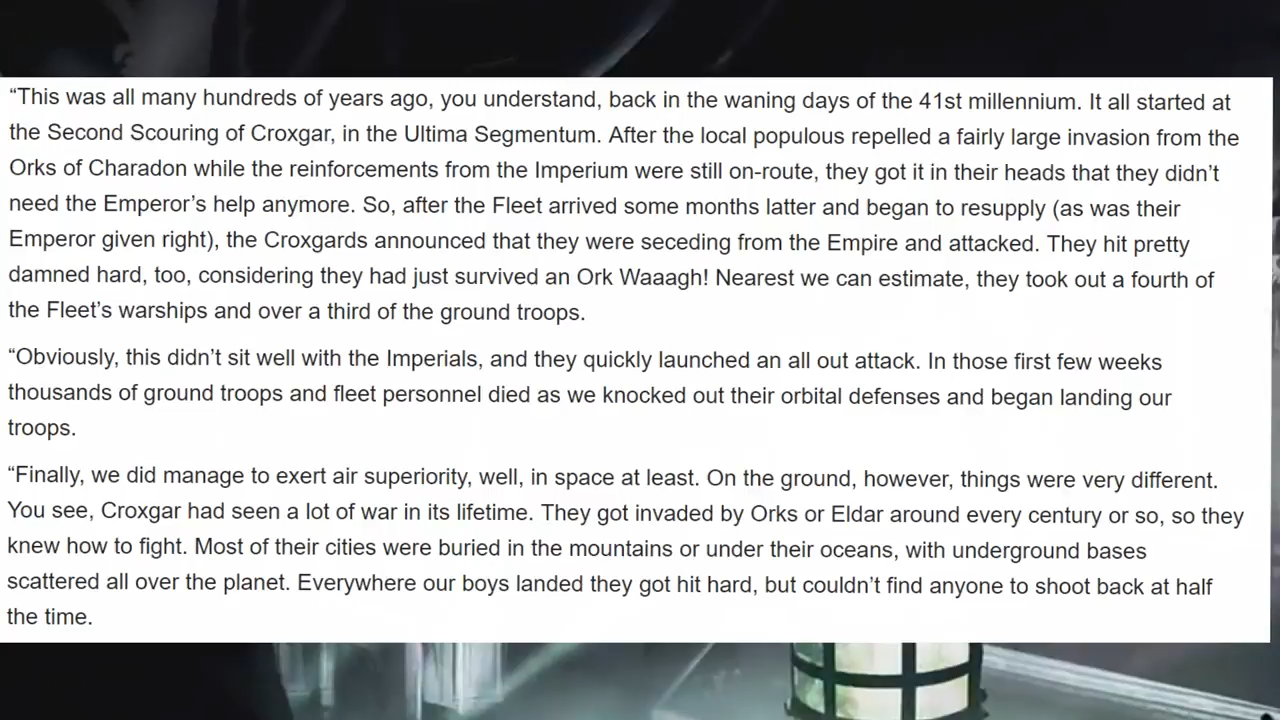 “This was all many hundreds of years ago, you understand, back in the waning days of the 41st millennium. It all started at
the Second Scouring of Croxgar, in the Ultima Segmentum. After the local populous repelled a fairly large invasion from the
Orks of Charadon while the reinforcements from the Imperium were still on-route, they got it in their heads that they didn’t
need the Emperor’s help anymore. So, after the Fleet arrived some months latter and began to resupply (as was their
Emperor given right), the Croxgards announced that they were seceding from the Empire and attacked. They hit pretty
damned hard, too, considering they had just survived an Ork Waaagh! Nearest we can estimate, they took out a fourth of
the Fleet’s warships and over a third of the ground troops.
“Obviously, this didn’t sit well with the Imperials, and they quickly launched an all out attack. In those first few weeks
thousands of ground troops and fleet personnel died as we knocked out their orbital defenses and began landing our
troops.
“Finally, we did manage to exert air superiority, well, in space at least. On the ground, however, things were very different.
You see, Croxgar had seen a lot of war in its lifetime. They got invaded by Orks or Eldar around every century or so, so they
knew how to fight. Most of their cities were buried in the mountains or under their oceans, with underground bases
scattered all over the planet. Everywhere our boys landed they got hit hard, but couldn’t find anyone to shoot back at half
the time.